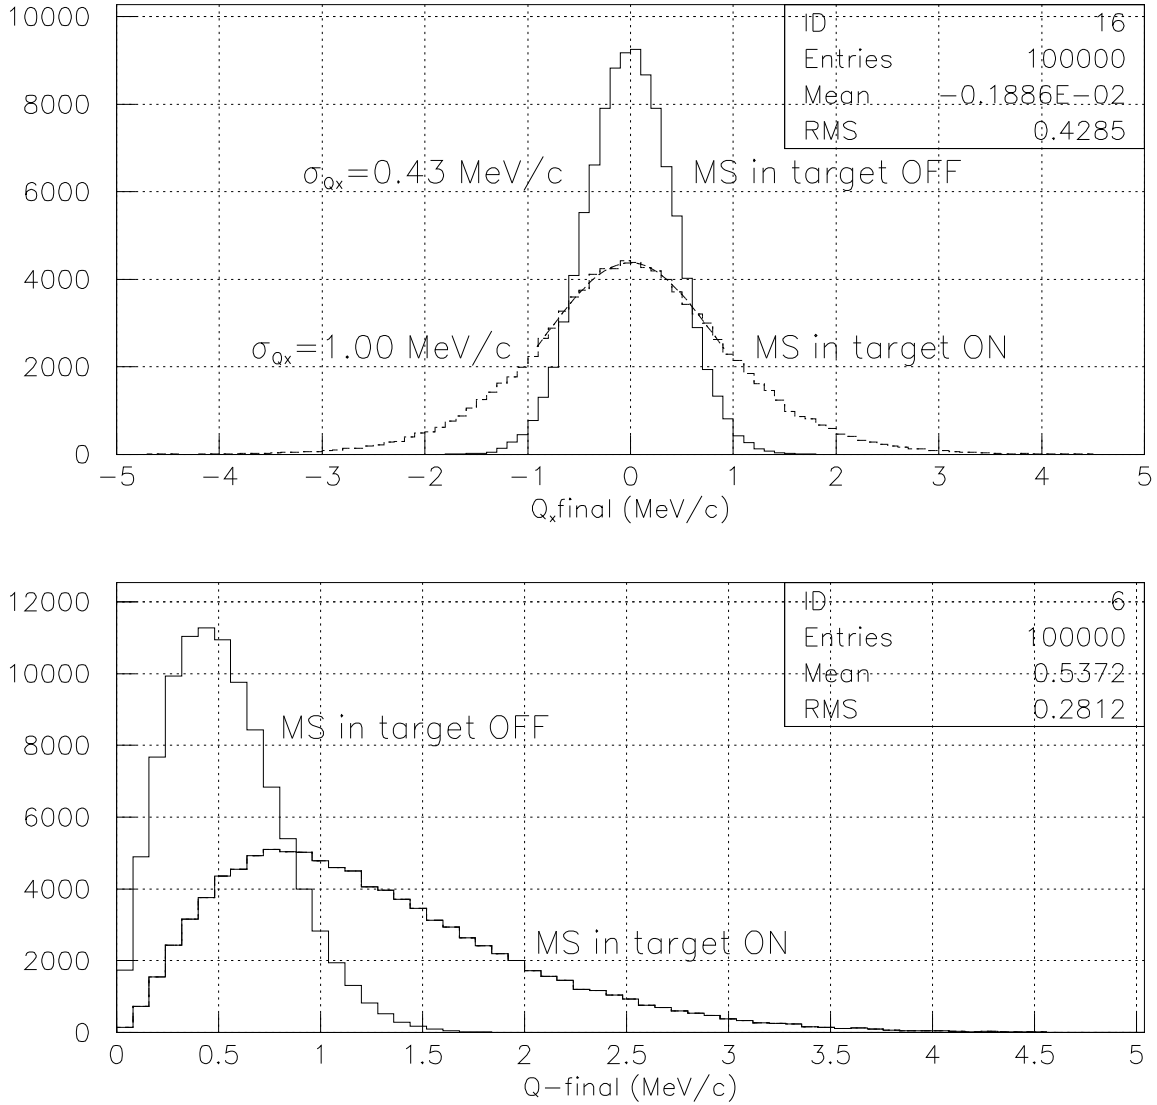 10000
8000
6000
4000
2000
0
ID 16
Entries 100000
Mean −0.1886E−02
RMS 0.4285
σQx=0.43 MeV/c
MS in target OFF
σQx=1.00 MeV/c
MS in target ON
−5 −4 −3 −2 −1 0 1 2 3 4 5
Qxfinal (MeV/c)
12000
10000
8000
6000
4000
2000
0
ID 6
Entries 100000
Mean 0.5372
RMS 0.2812
MS in target OFF
MS in target ON
0 0.5 1 1.5 2 2.5 3 3.5 4 4.5 5
Q−final (MeV/c)